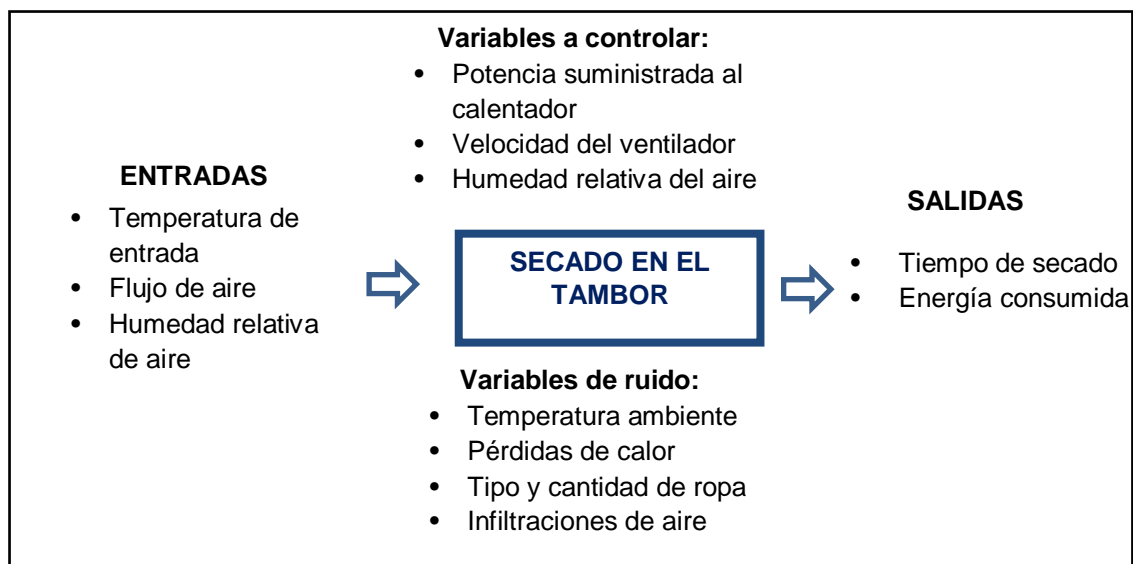 Variables a controlar:
• Potencia suministrada al
calentador
• Velocidad del ventilador
• Humedad relativa del aire
ENTRADAS
• Temperatura de
entrada
• Flujo de aire
• Humedad relativa
de aire
SECADO EN EL
TAMBOR
SALIDAS
• Tiempo de secado
• Energía consumida
Variables de ruido:
• Temperatura ambiente
• Pérdidas de calor
• Tipo y cantidad de ropa
• Infiltraciones de aire